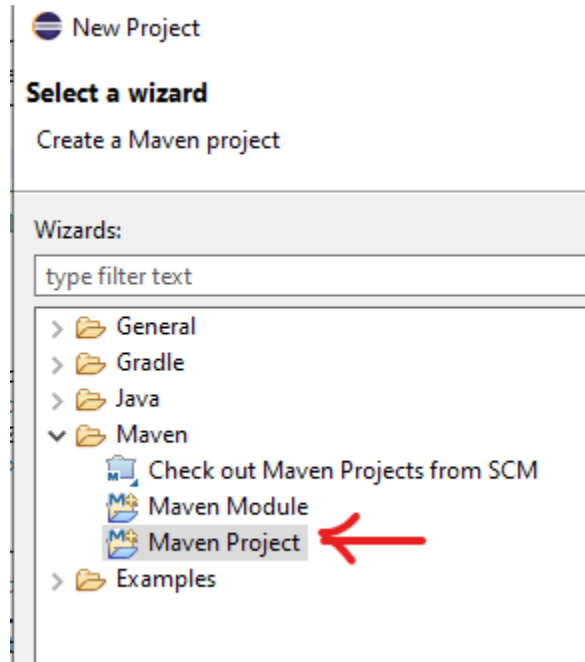 New Project
Select a wizard
Create a Maven project
Wizards:
type filter text
General
Gradle
Java
Maven
Check out Maven Projects from SCM
Maven Module
Maven Project
Examples